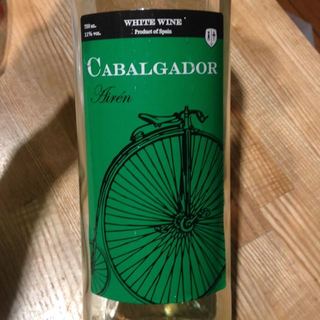 750 ml.
11% vol.
WHITE WINE
Product of Spain
CABALGADOR
Airén